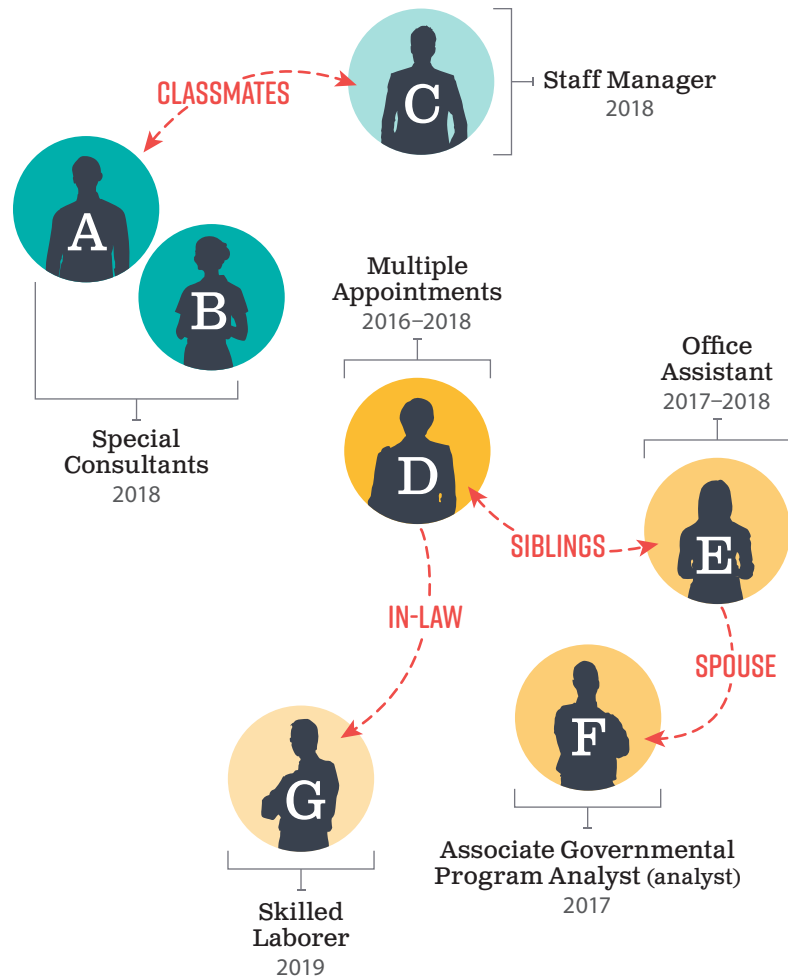 CLASSMATES
C
Staff Manager
2018
A
B
Special
Consultants
2018
Multiple
Appointments
2016–2018
D
Office
Assistant
2017–2018
SIBLINGS
E
IN-LAW
SPOUSE
F
Associate Governmental
Program Analyst (analyst)
2017
G
Skilled
Laborer
2019